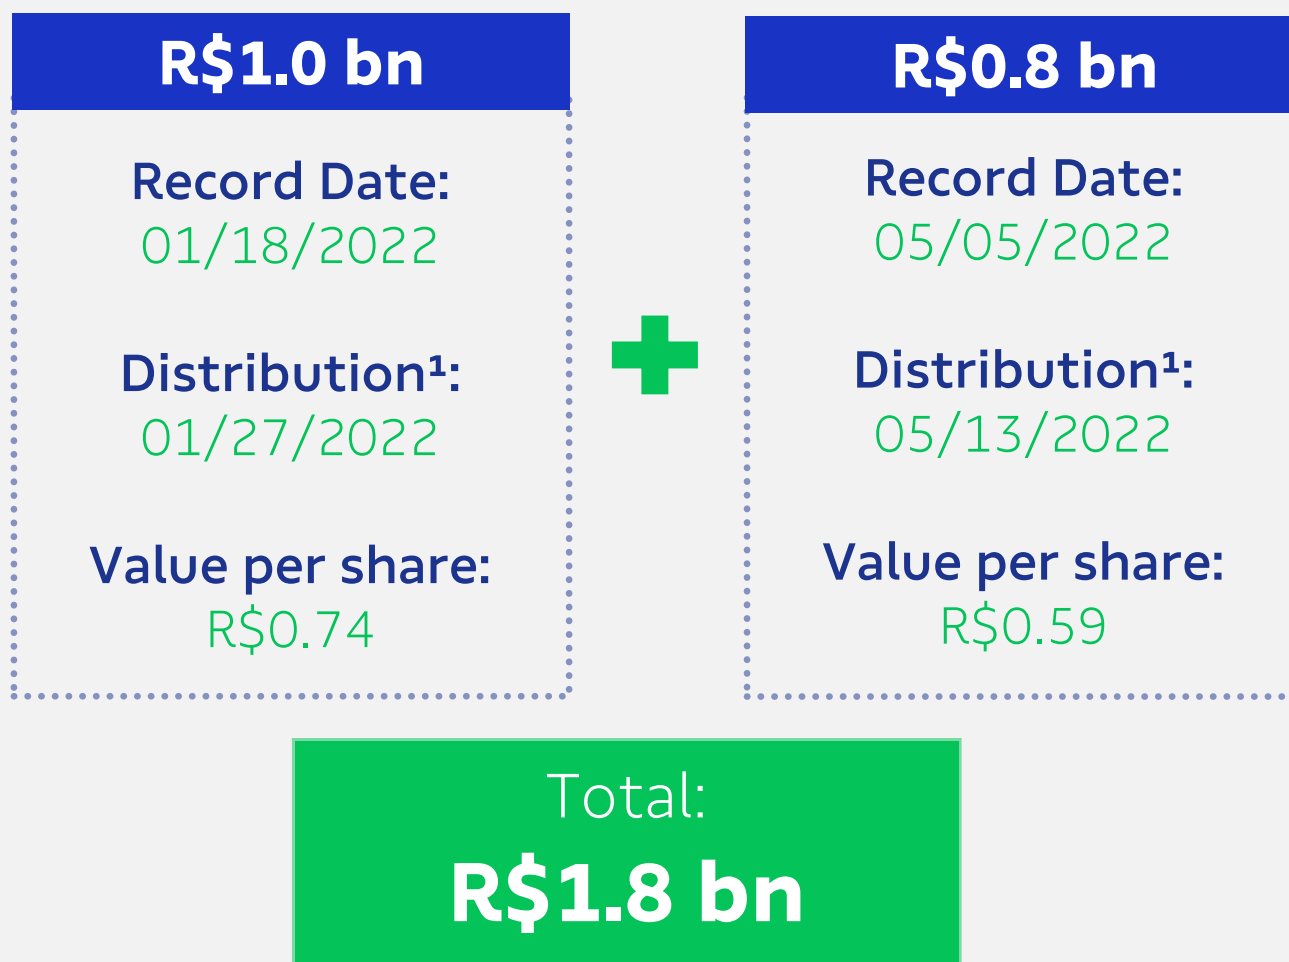 R$1.0 bn
Record Date:
01/18/2022
Distribution¹:
01/27/2022
Value per share:
R$0.74
R$0.8 bn
Record Date:
05/05/2022
Distribution¹:
05/13/2022
Value per share:
R$0.59
Total:
R$1.8 bn